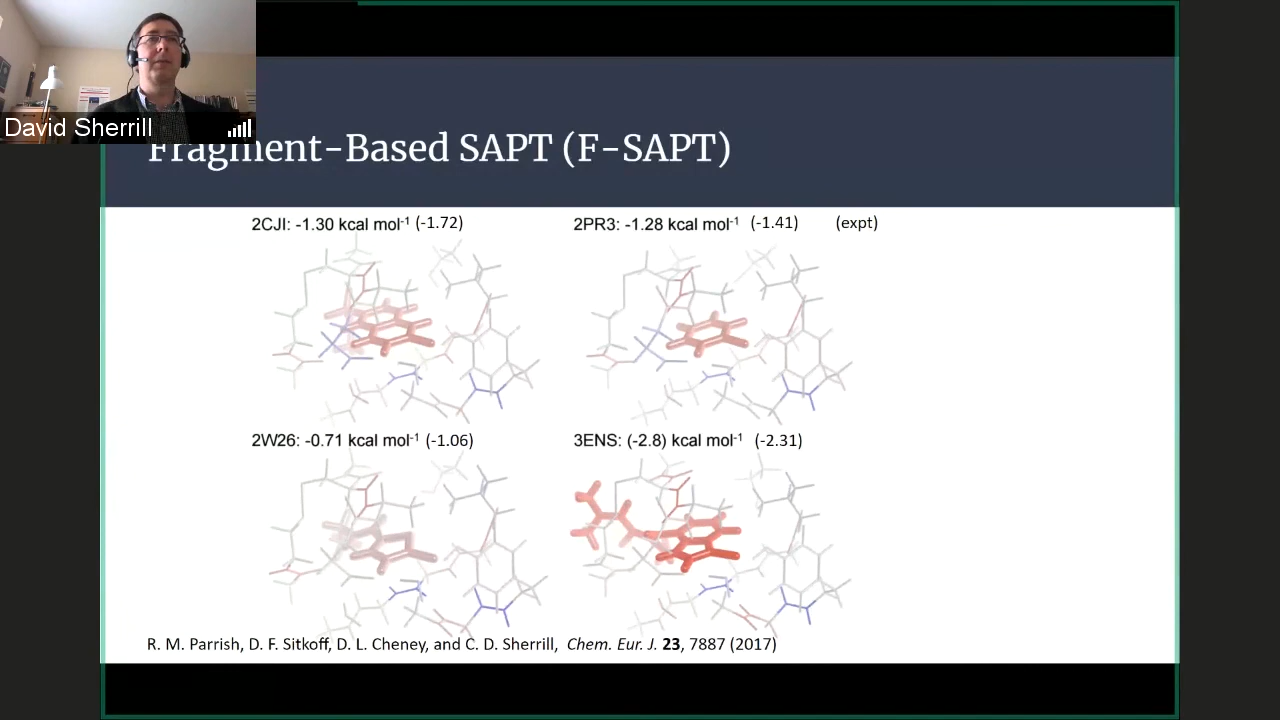 David Sherrill
Fragment-Based SAPT (F-SAPT)
2CJI: -1.30 kcal mol⁻¹ (-1.72)
2PR3: -1.28 kcal mol⁻¹ (-1.41) (expt)
2W26: -0.71 kcal mol⁻¹ (-1.06)
3ENS: (-2.8) kcal mol⁻¹ (-2.31)
R. M. Parrish, D. F. Sitkoff, D. L. Cheney, and C. D. Sherrill, Chem. Eur. J. 23, 7887 (2017)